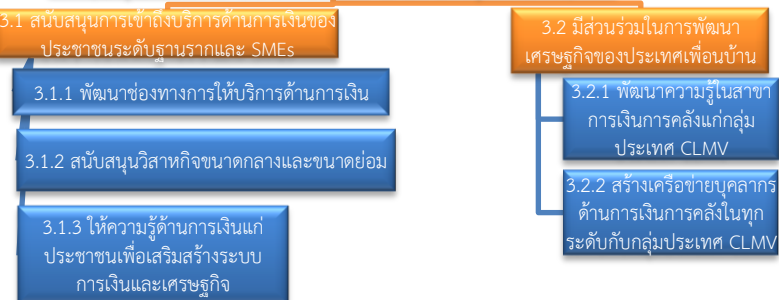 3.1 สนับสนุนการเข้าถึงบริการด้านการเงินของ
ประชาชนระดับฐานรากและ SMEs
3.1.1 พัฒนาช่องทางการให้บริการด้านการเงิน
3.1.2 สนับสนุนวิสาหกิจขนาดกลางและขนาดย่อม
3.1.3 ให้ความรู้ด้านการเงินแก่
ประชาชนเพื่อเสริมสร้างระบบ
การเงินและเศรษฐกิจ
3.2 มีส่วนร่วมในการพัฒนา
เศรษฐกิจของประเทศเพื่อนบ้าน
3.2.1 พัฒนาความรู้ในสาขา
การเงินการคลังแก่กลุ่ม
ประเทศ CLMV
3.2.2 สร้างเครือข่ายบุคลากร
ด้านการเงินการคลังในทุก
ระดับกับกลุ่มประเทศ CLMV